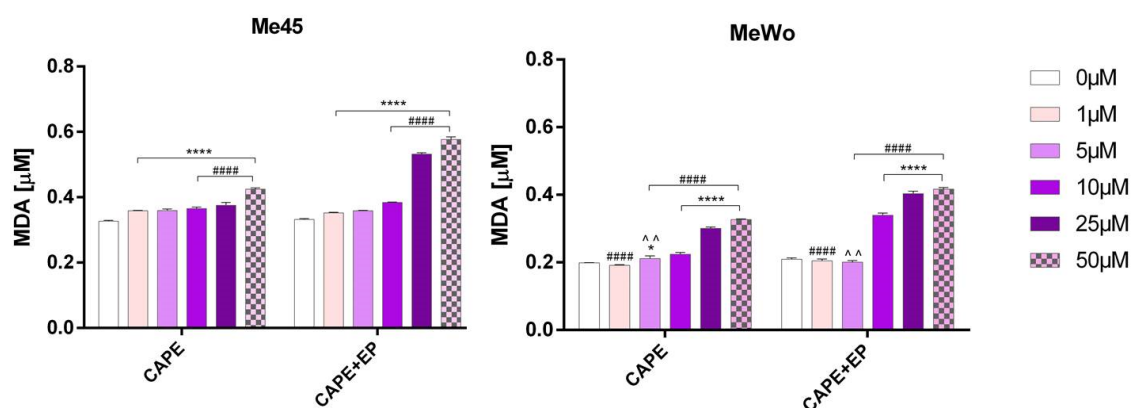 Me45
MDA [µM]
0.8
0.6
0.4
0.2
0.0
****
####
****
####
CAPE
CAPE+EP
MeWo
MDA [µM]
0.8
0.6
0.4
0.2
0.0
####
****
####
^ ^
*
####
****
####
^ ^
CAPE
CAPE+EP
0µM
1µM
5µM
10µM
25µM
50µM